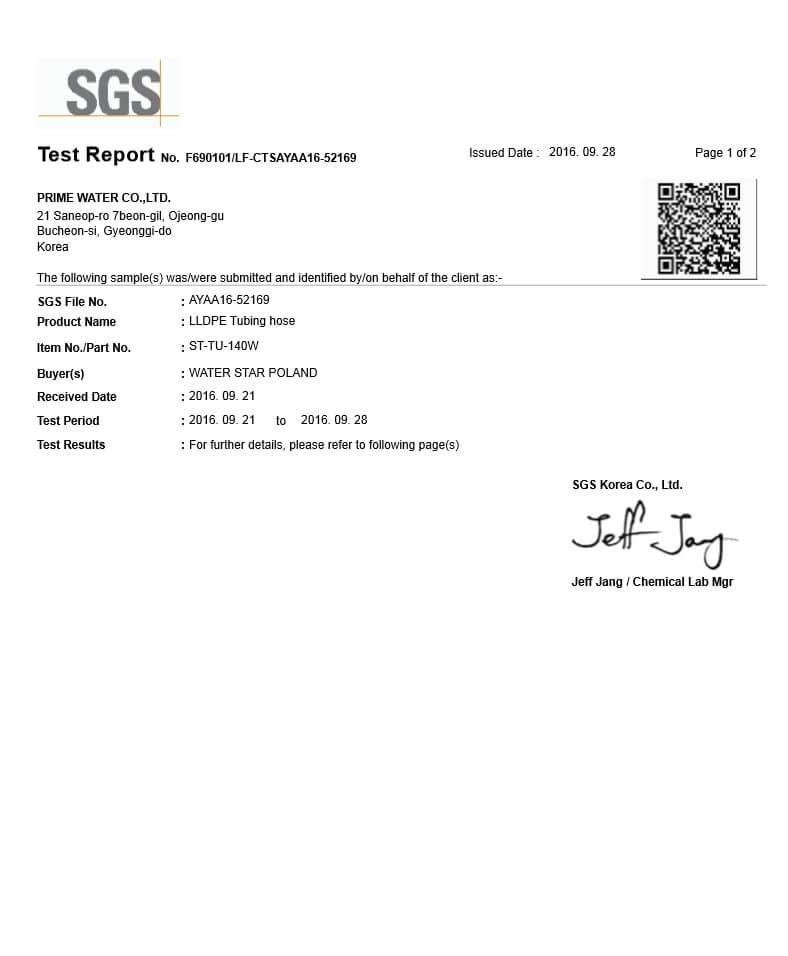 SGS
Test Report No. F690101/LF-CTSAYAA16-52169 Issued Date : 2016. 09. 28 Page 1 of 2
PRIME WATER CO.,LTD.
21 Saneop-ro 7beon-gil, Ojeong-gu
Bucheon-si, Gyeonggi-do
Korea
The following sample(s) was/were submitted and identified by/on behalf of the client as:-
SGS File No. : AYAA16-52169
Product Name : LLDPE Tubing hose
Item No./Part No. : ST-TU-140W
Buyer(s) : WATER STAR POLAND
Received Date : 2016. 09. 21
Test Period : 2016. 09. 21 to 2016. 09. 28
Test Results : For further details, please refer to following page(s)
SGS Korea Co., Ltd.
Jeff Jang
Jeff Jang / Chemical Lab Mgr